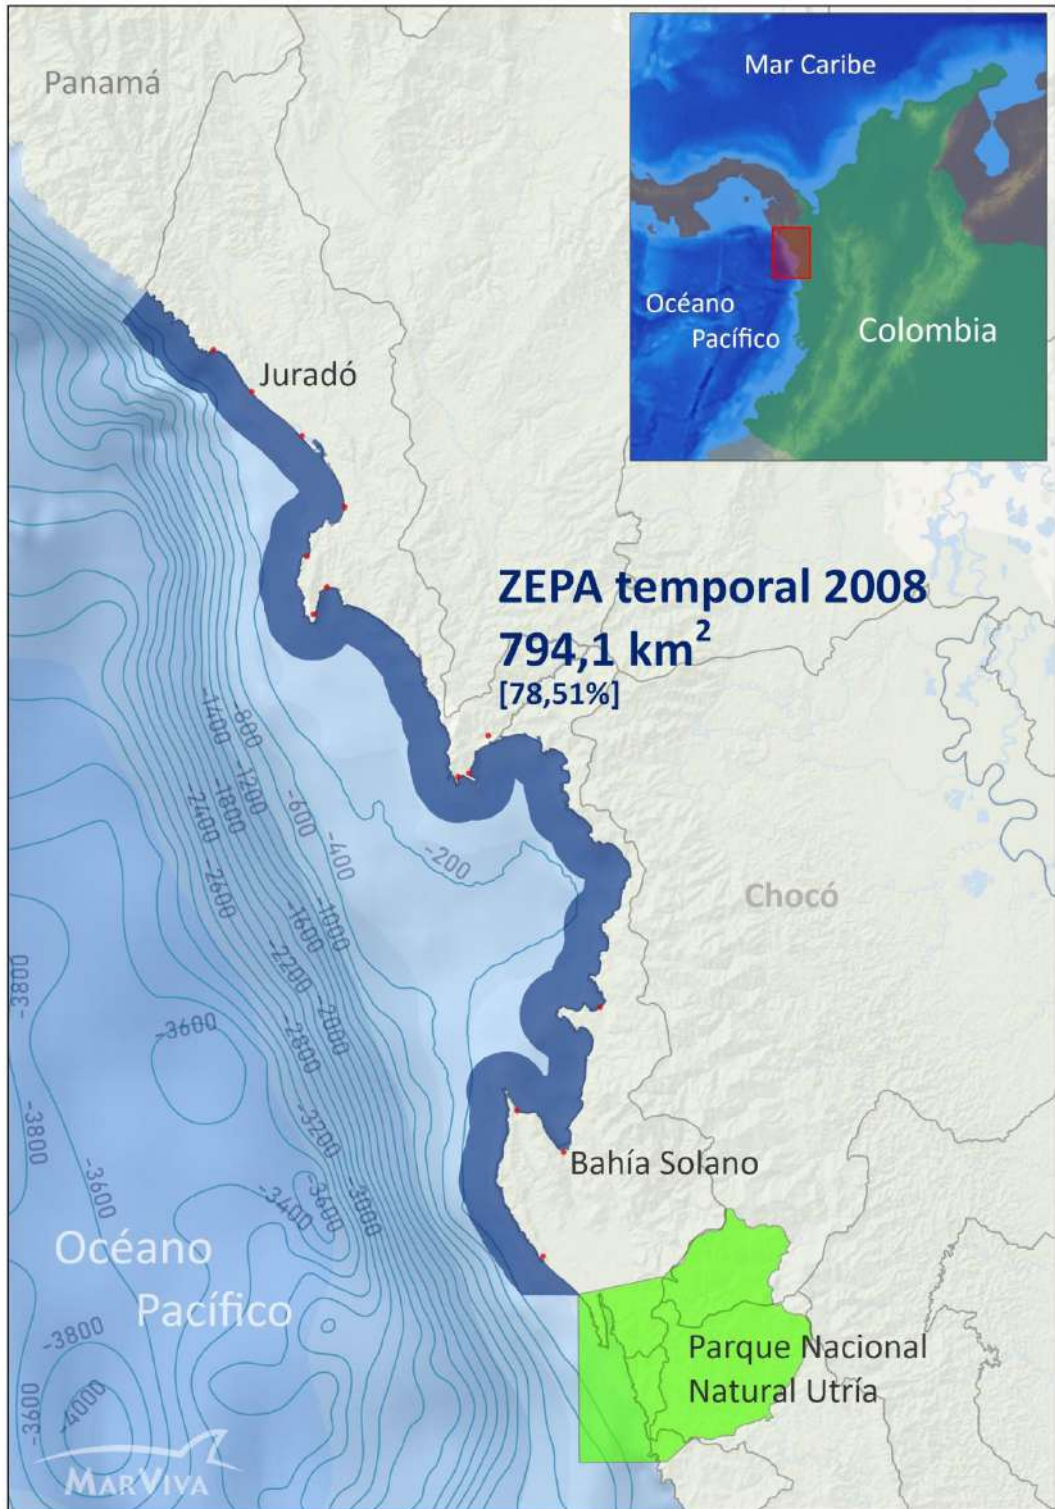 Panamá
Mar Caribe
Océano
Pacífico
Colombia
Juradó
ZEPA temporal 2008
794,1 km²
[78,51%]
-1400
-800
-1200
-1800
-2400
-600
-400
-200
-2600
-1000
-1600
-2200
-2000
-2800
Chocó
-3800
-3600
-3800
-3200
-3600
-3400
-3600
-3000
Bahía Solano
Océano
Pacífico
-3800
-3600
-4000
Parque Nacional
Natural Utría
MARVIVA